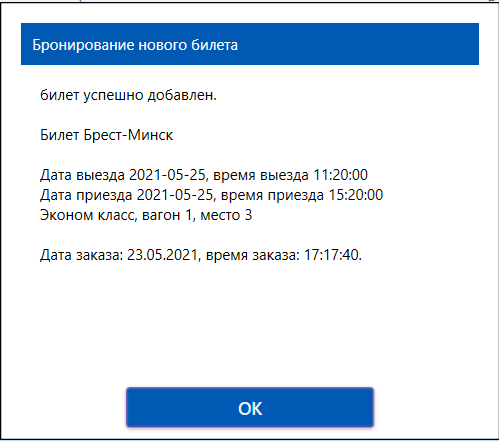 Бронирование нового билета
билет успешно добавлен.
Билет Брест-Минск
Дата выезда 2021-05-25, время выезда 11:20:00
Дата приезда 2021-05-25, время приезда 15:20:00
Эконом класс, вагон 1, место 3
Дата заказа: 23.05.2021, время заказа: 17:17:40.
OK